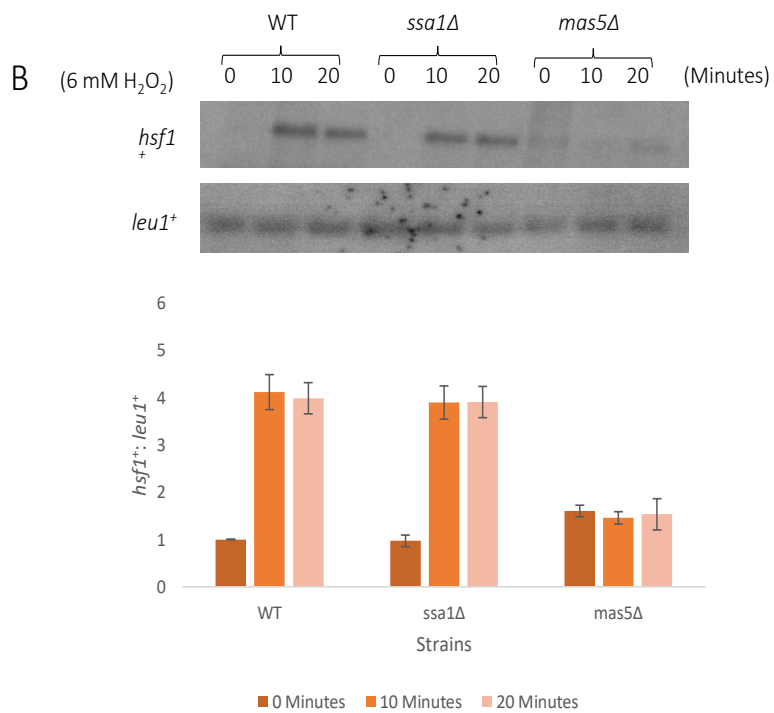 WT ssa1Δ mas5Δ
B (6 mM H₂O₂) 0 10 20 0 10 20 0 10 20 (Minutes)
hsf1
+
leu1⁺
6
5
4
3
2
1
0
hsf1⁺: leu1⁺
WT ssa1Δ mas5Δ
Strains
0 Minutes 10 Minutes 20 Minutes